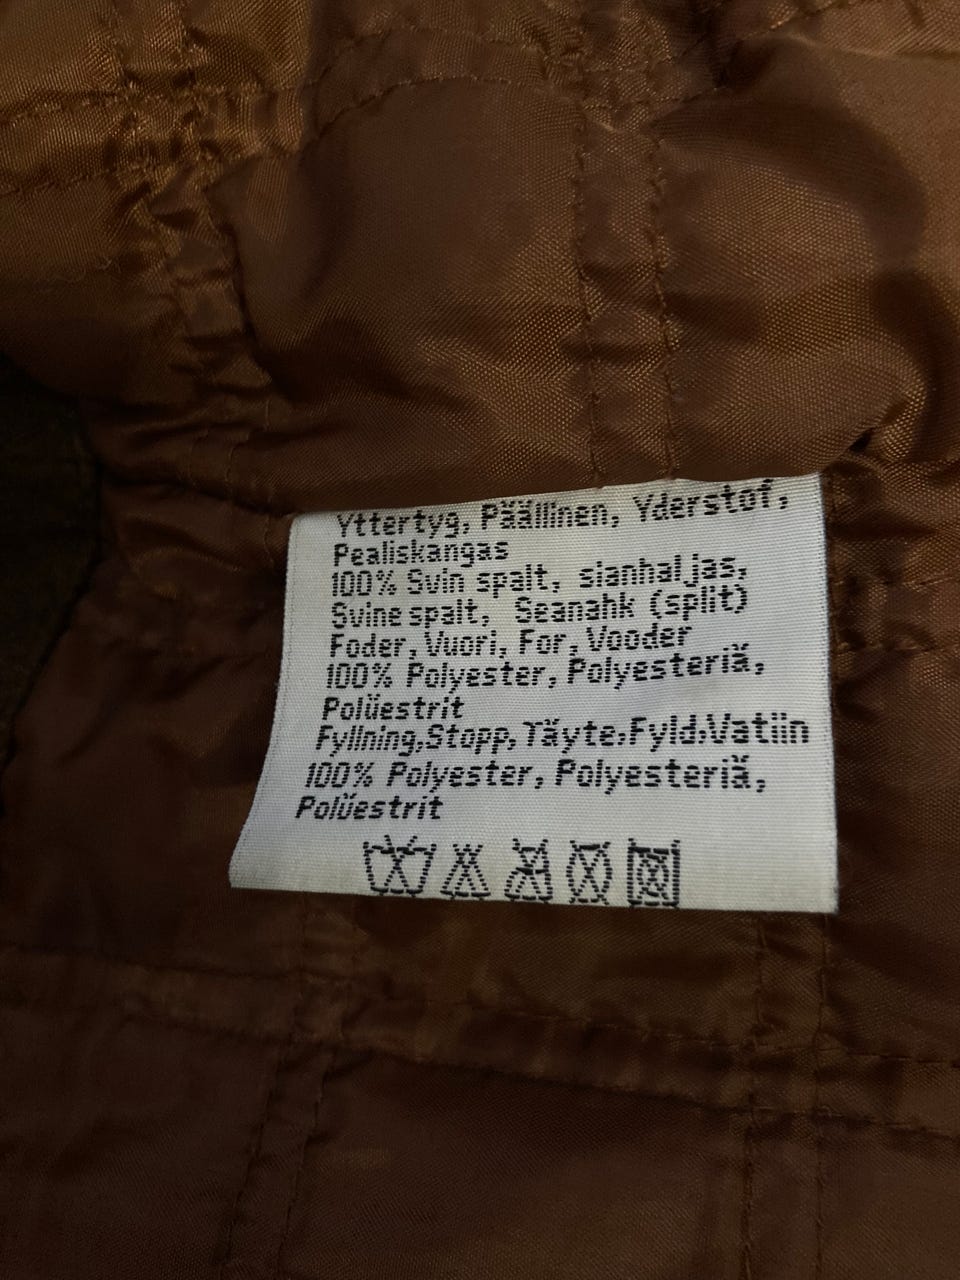 Yttertyg, Päällinen, Yderstof,
Pealiskangas
100% Svin spalt, sianhaljas,
Svine spalt, Seanahk (split)
Foder, Vuori, For, Vooder
100% Polyester, Polyesteriä,
Polüestrit
Fyllning,Stopp, Täyte,Fyld,Vatiin
100% Polyester, Polyesteriä,
Polüestrit